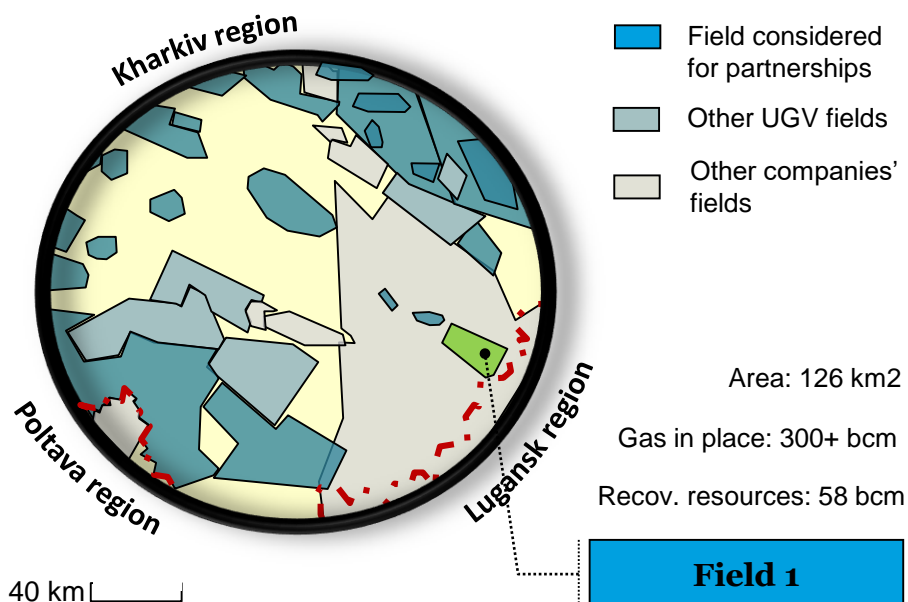 Kharkiv region
Field considered
for partnerships
Other UGV fields
Other companies’
fields
Area: 126 km2
Gas in place: 300+ bcm
Recov. resources: 58 bcm
Poltava region
Lugansk region
Field 1
40 km